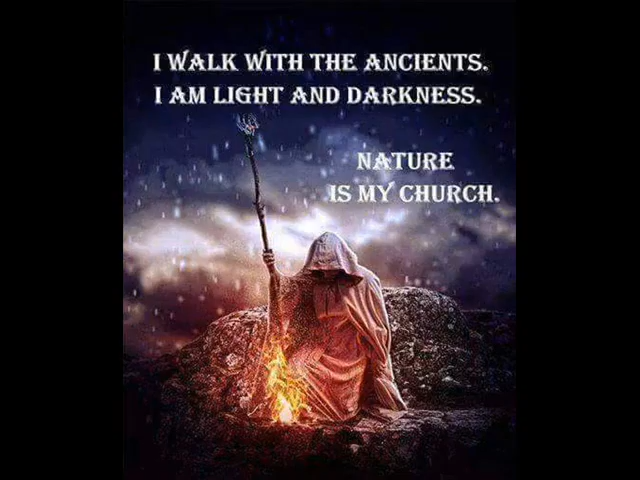 I WALK WITH THE ANCIENTS.
I AM LIGHT AND DARKNESS.
NATURE
IS MY CHURCH.